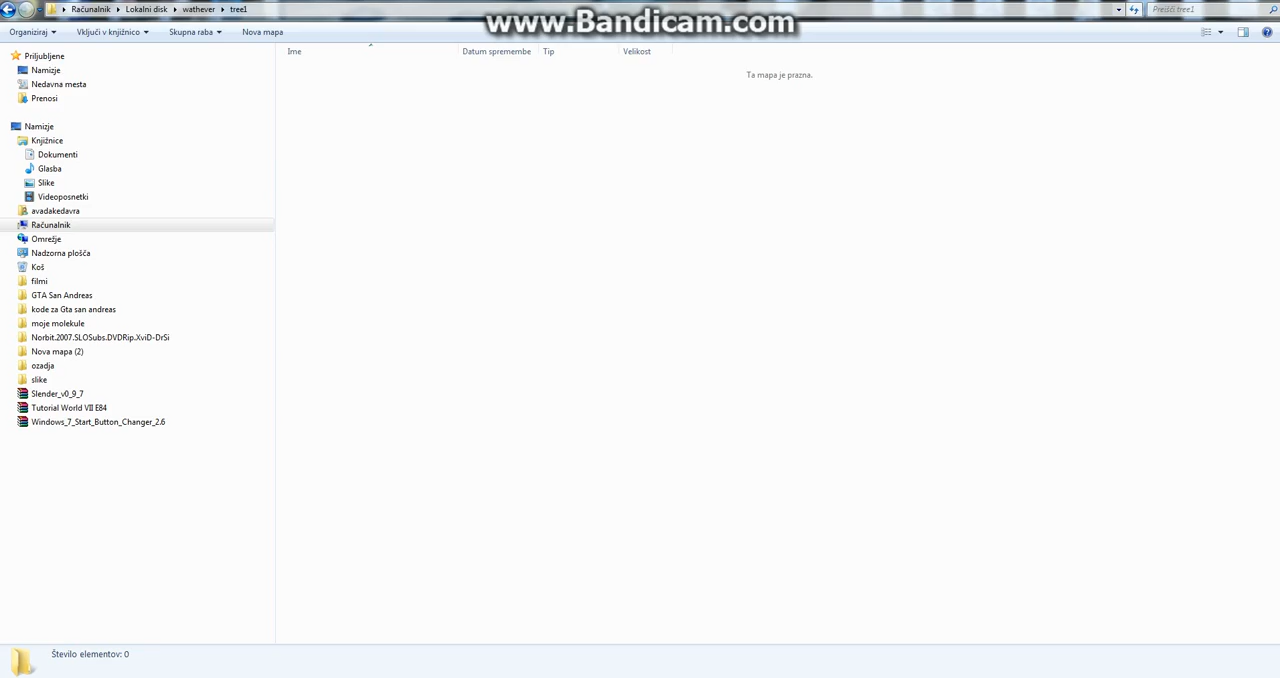 Računalnik Lokalni disk wathever tree1 Preišči tree1
www.Bandicam.com
Organiziraj Vključi v knjižnico Skupna raba Nova mapa
Ime Datum spremembe Tip Velikost
Ta mapa je prazna.
Priljubljene
Namizje
Nedavna mesta
Prenosi
Namizje
Knjižnice
Dokumenti
Glasba
Slike
Videoposnetki
avadakedavra
Računalnik
Omrežje
Nadzorna plošča
Koš
filmi
GTA San Andreas
kode za Gta san andreas
moje molekule
Norbit.2007.SLOSubs.DVDRip.XviD-DrSi
Nova mapa (2)
ozadja
slike
Slender_v0_9_7
Tutorial World VII E84
Windows_7_Start_Button_Changer_2.6
Število elementov: 0